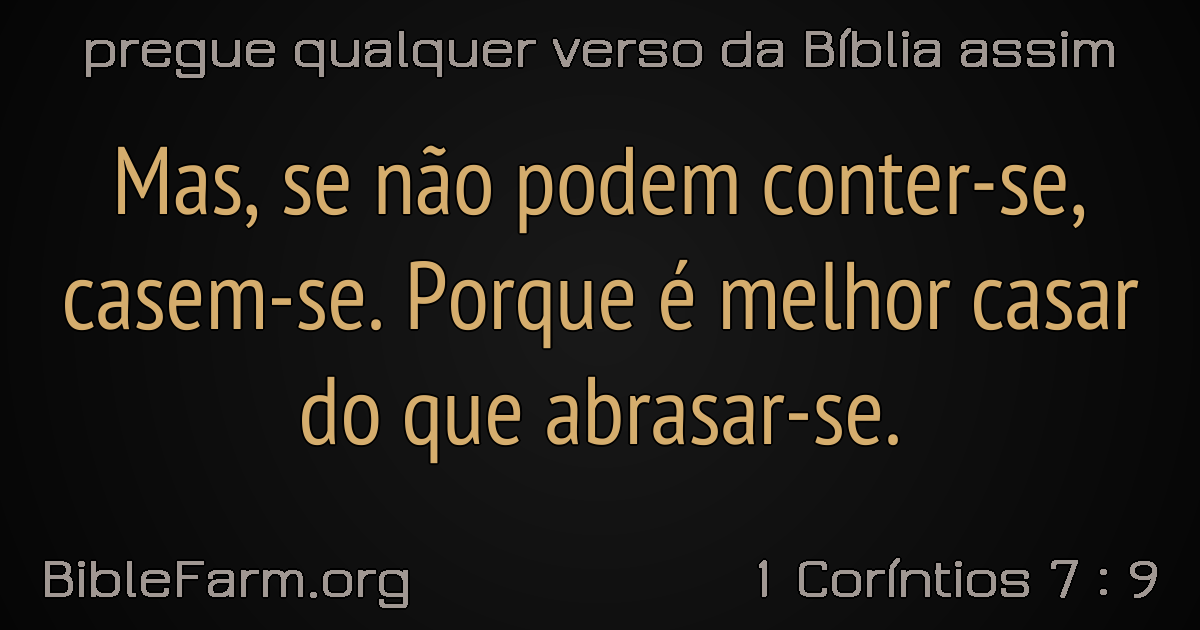 pregue qualquer verso da Bíblia assim
Mas, se não podem conter-se,
casem-se. Porque é melhor casar
do que abrasar-se.
BibleFarm.org
1 Coríntios 7 : 9